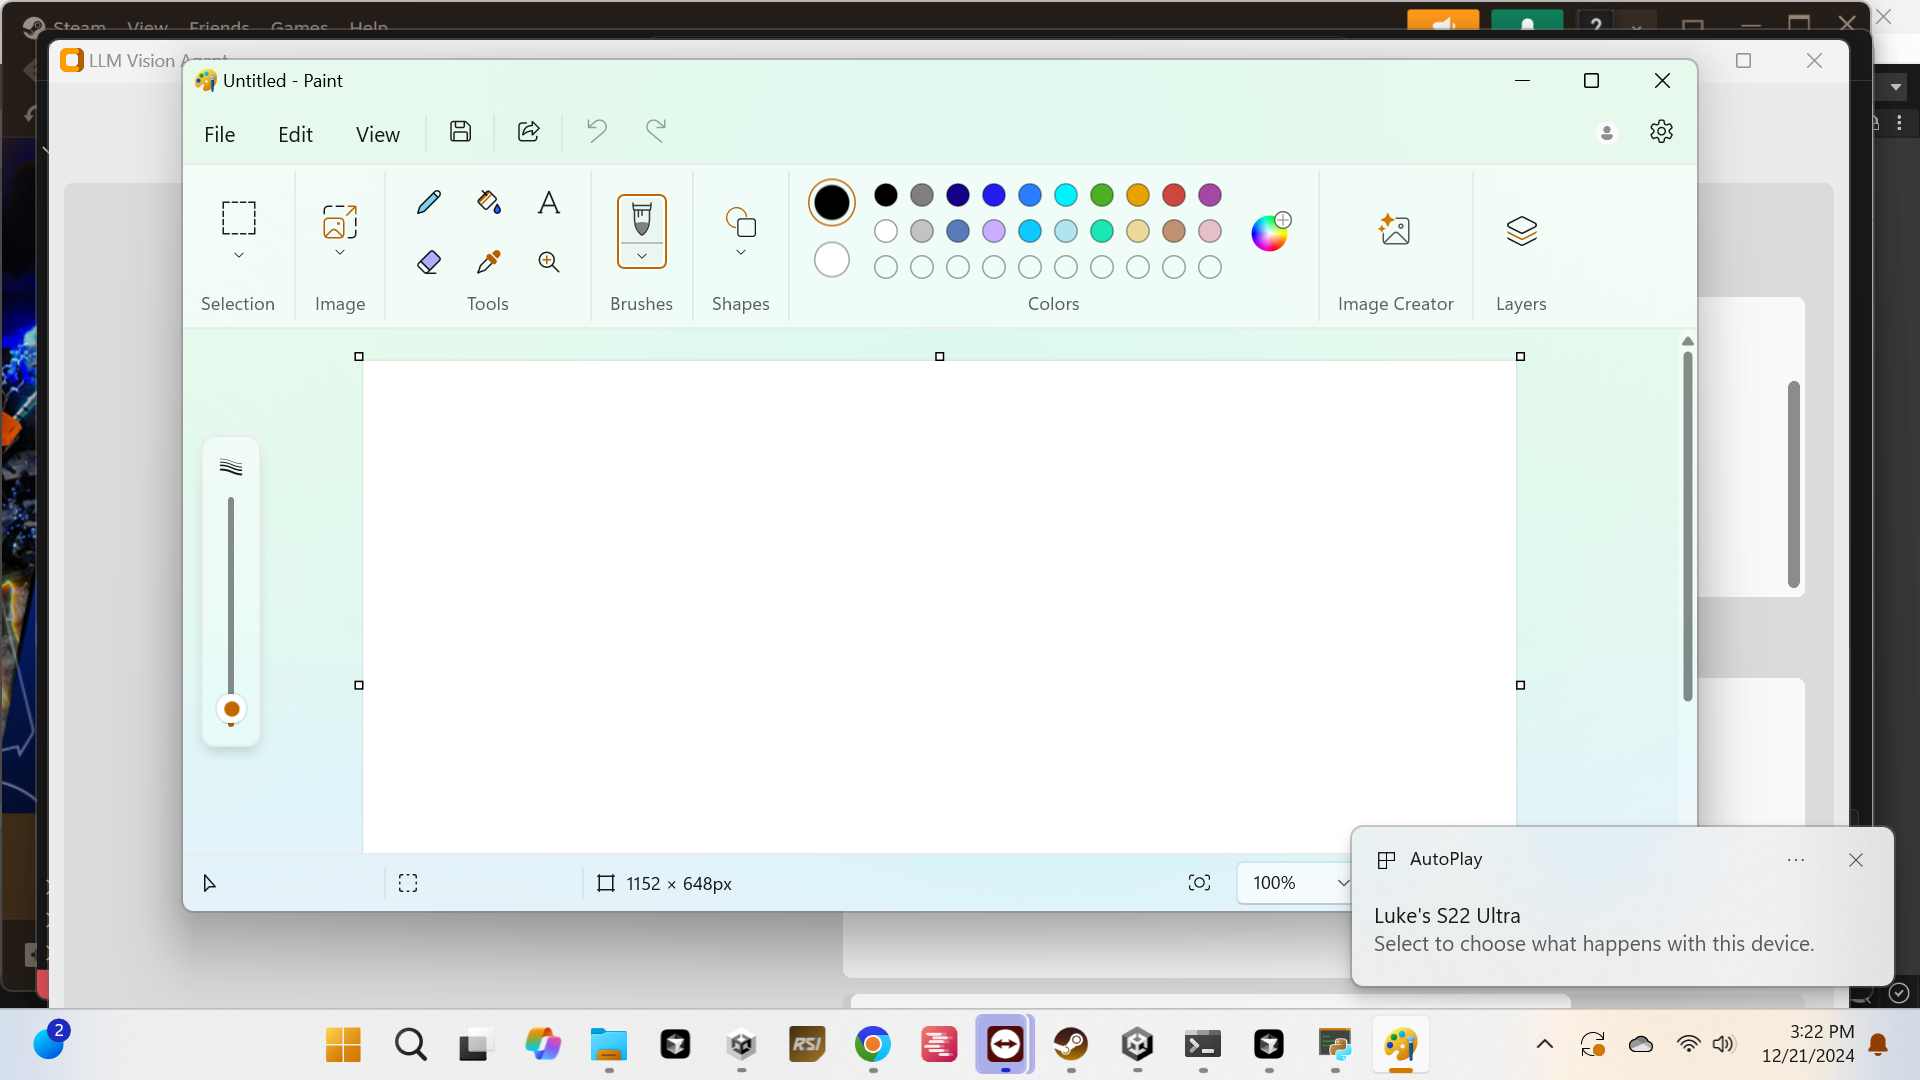 Steam View Friends Games Help
LLM Vision Agent
Untitled - Paint
File Edit View
Selection Image Tools Brushes Shapes Colors Image Creator Layers
1152 × 648px
100%
AutoPlay
Luke's S22 Ultra
Select to choose what happens with this device.
2
RSI
3:22 PM
12/21/2024